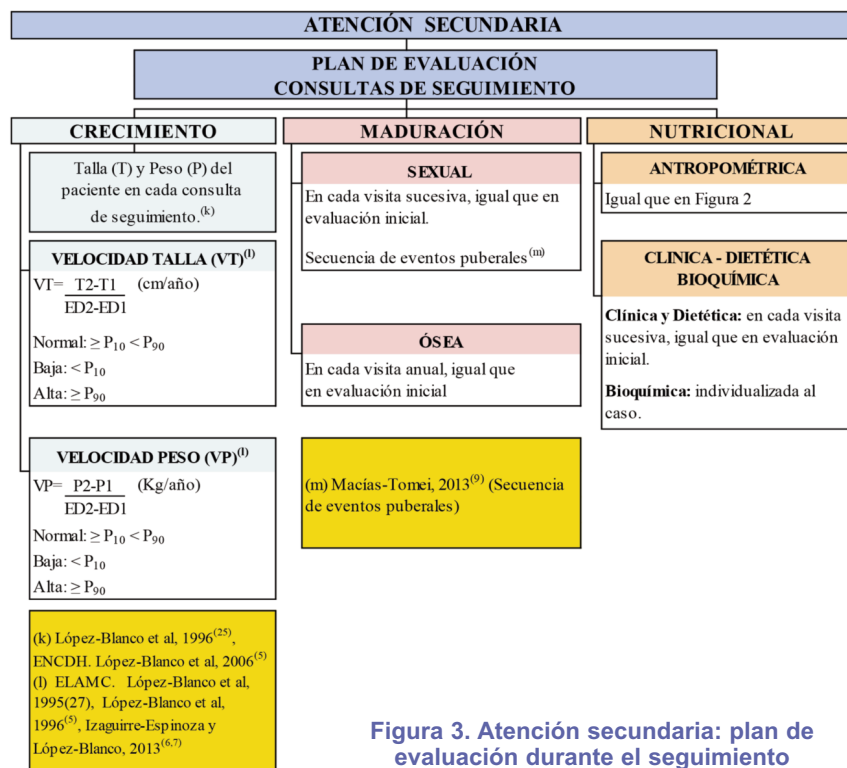 ATENCIÓN SECUNDARIA
PLAN DE EVALUACIÓN
CONSULTAS DE SEGUIMIENTO
CRECIMIENTO
Talla (T) y Peso (P) del
paciente en cada consulta
de seguimiento.(k)
VELOCIDAD TALLA (VT)(l)
VT= T2-T1 (cm/año)
ED2-ED1
Normal: ≥ P10 < P90
Baja: < P10
Alta: ≥ P90
VELOCIDAD PESO (VP)(l)
VP= P2-P1 (Kg/año)
ED2-ED1
Normal: ≥ P10 < P90
Baja: < P10
Alta: ≥ P90
(k) López-Blanco et al, 1996(25),
ENCDH. López-Blanco et al, 2006(5)
(l) ELAMC. López-Blanco et al,
1995(27), López-Blanco et al,
1996(5), Izaguirre-Espinoza y
López-Blanco, 2013(6,7)
MADURACIÓN
SEXUAL
En cada visita sucesiva, igual que en
evaluación inicial.
Secuencia de eventos puberales(m)
ÓSEA
En cada visita anual, igual que
en evaluación inicial
(m) Macías-Tomei, 2013(9) (Secuencia
de eventos puberales)
NUTRICIONAL
ANTROPOMÉTRICA
Igual que en Figura 2
CLINICA - DIETÉTICA
BIOQUÍMICA
Clínica y Dietética: en cada visita
sucesiva, igual que en evaluación
inicial.
Bioquímica: individualizada al
caso.
Figura 3. Atención secundaria: plan de
evaluación durante el seguimiento